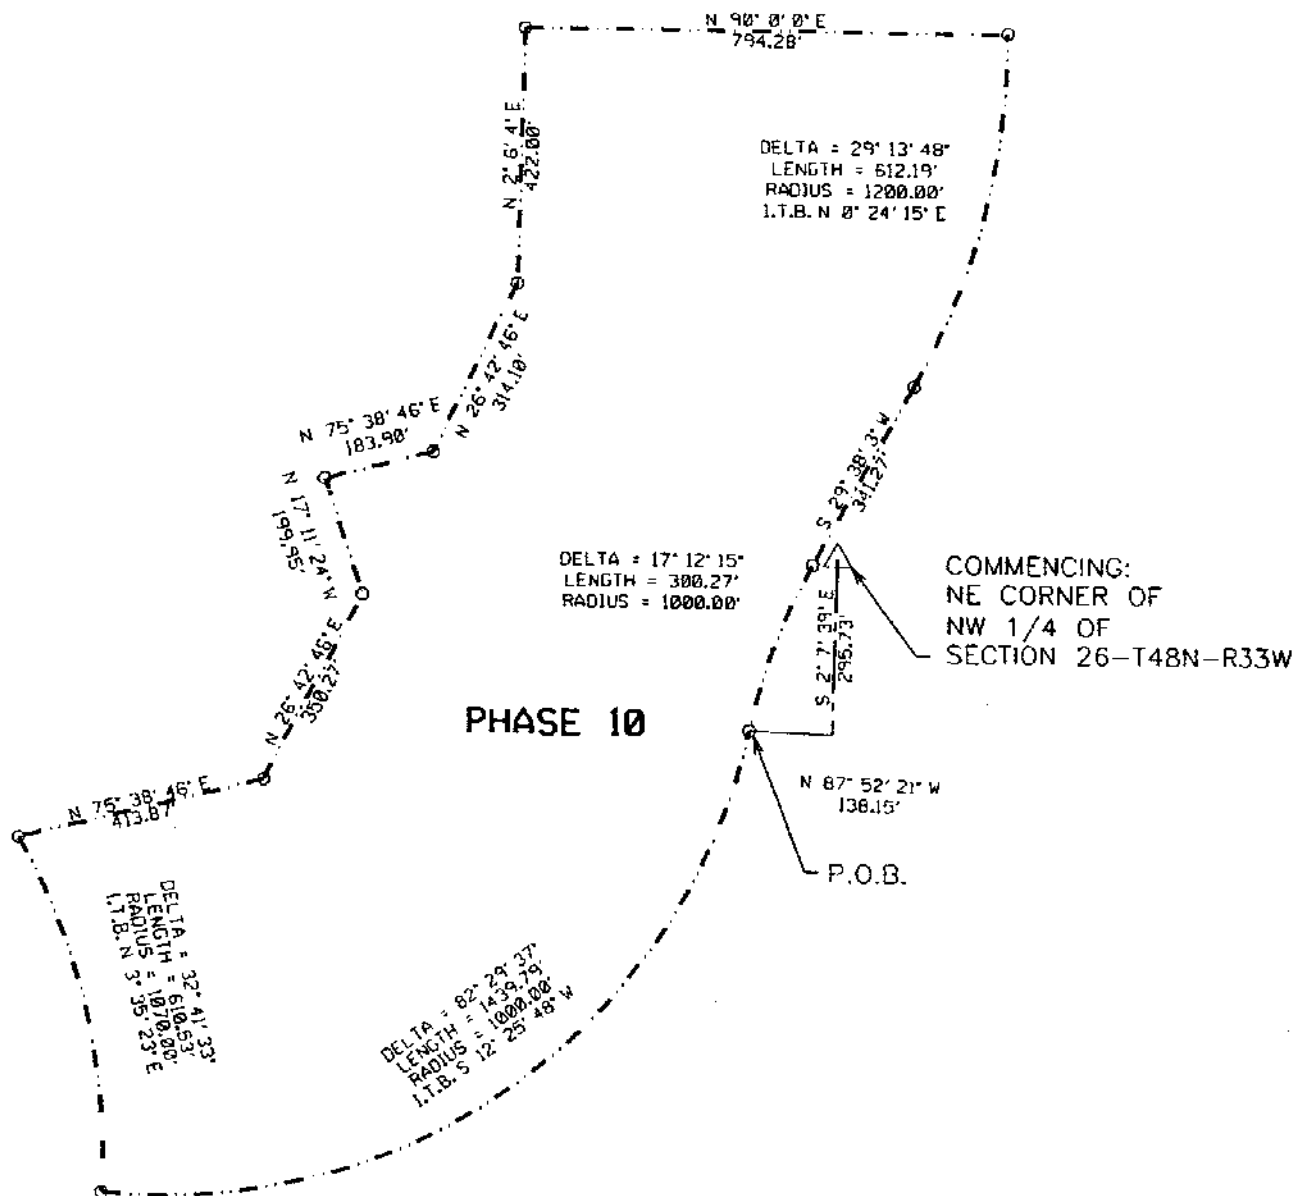 N 90° 0' 0" E
794.28'
N 2° 6' 4" E
422.00'
DELTA = 29° 13' 48"
LENGTH = 612.19'
RADIUS = 1200.00'
I.T.B. N 0° 24' 15" E
N 26° 42' 46" E
314.10'
N 75° 38' 46" E
183.90'
N 17° 11' 24" W
199.95'
S 29° 38' 3" W
341.27'
DELTA = 17° 12' 15"
LENGTH = 300.27'
RADIUS = 1000.00'
S 2° 7' 39" E
295.73'
COMMENCING:
NE CORNER OF
NW 1/4 OF
SECTION 26-T48N-R33W
N 26° 42' 46" E
350.27'
PHASE 10
N 87° 52' 21" W
138.15'
N 75° 38' 46" E
413.87'
P.O.B.
DELTA = 32° 41' 33"
LENGTH = 610.53'
RADIUS = 1070.00'
I.T.B. N 3° 35' 23" E
DELTA = 82° 29' 37"
LENGTH = 1439.79'
RADIUS = 1000.00'
I.T.B. S 12° 25' 48" W